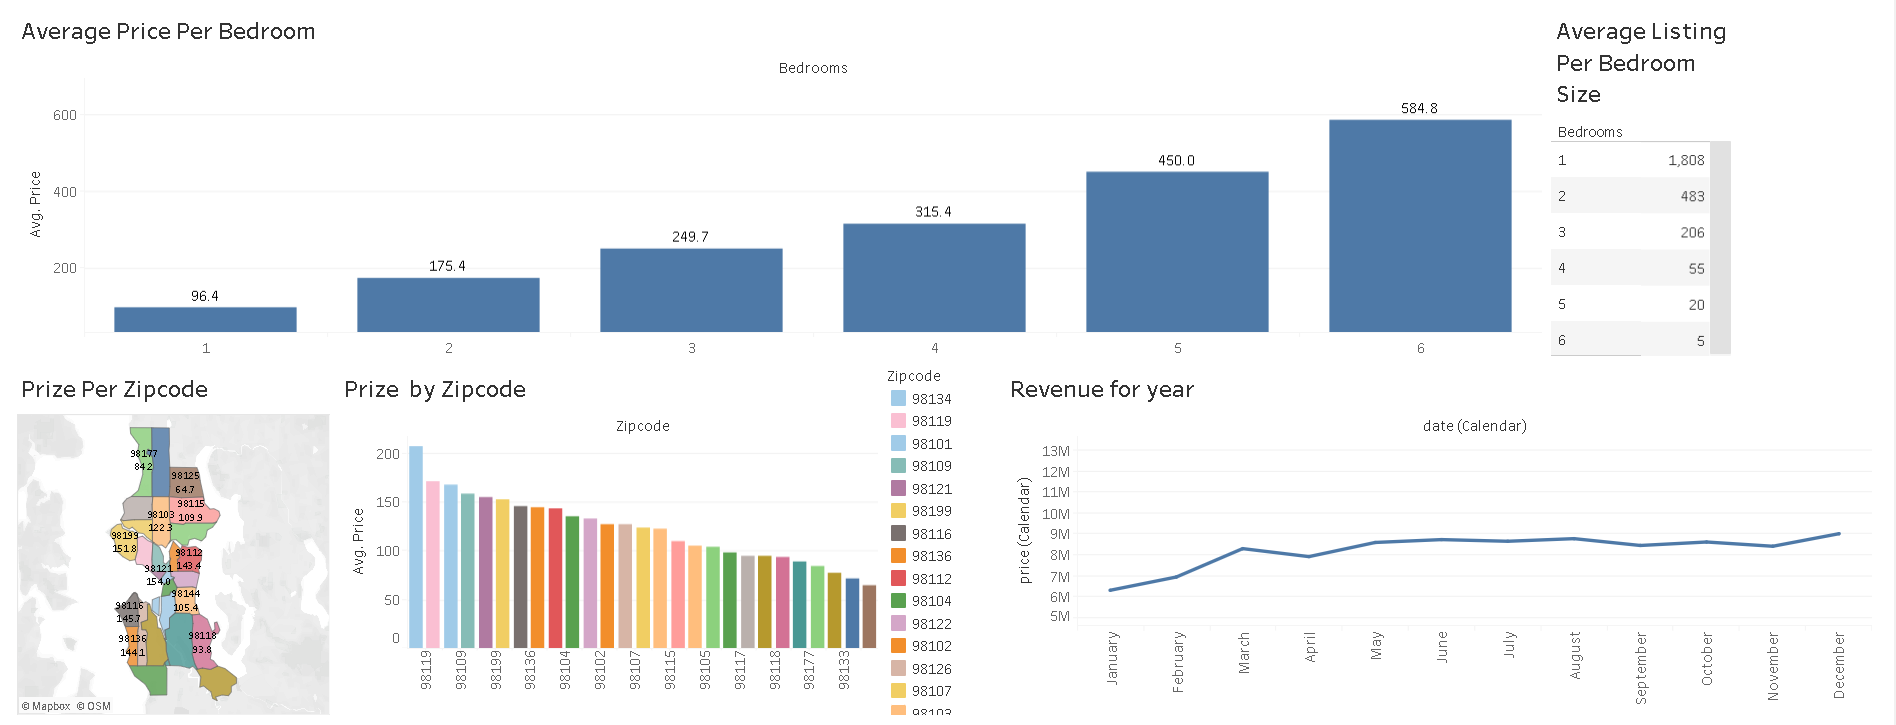 Average Price Per Bedroom
Bedrooms
Avg. Price
600
400
200
96.4
175.4
249.7
315.4
450.0
584.8
1
2
3
4
5
6
Average Listing
Per Bedroom
Size
Bedrooms
1 1,808
2 483
3 206
4 55
5 20
6 5
Prize Per Zipcode
98177
84.2
98125
64.7
98115
109.9
98103
122.3
98199
151.8
98112
143.4
98121
154.0
98144
105.4
98116
145.7
98136
144.1
98118
93.8
© Mapbox © OSM
Prize by Zipcode
Zipcode
Avg. Price
200
150
100
50
0
98119
98109
98199
98136
98104
98102
98107
98115
98105
98117
98118
98177
98133
Zipcode
98134
98119
98101
98109
98121
98199
98116
98136
98112
98104
98122
98102
98126
98107
98103
Revenue for year
date (Calendar)
price (Calendar)
13M
12M
11M
10M
9M
8M
7M
6M
5M
January
February
March
April
May
June
July
August
September
October
November
December